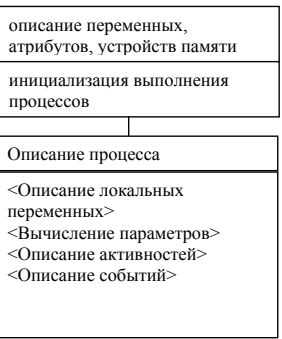 описание переменных,
атрибутов, устройств памяти
инициализация выполнения
процессов
Описание процесса
<Описание локальных
переменных>
<Вычисление параметров>
<Описание активностей>
<Описание событий>